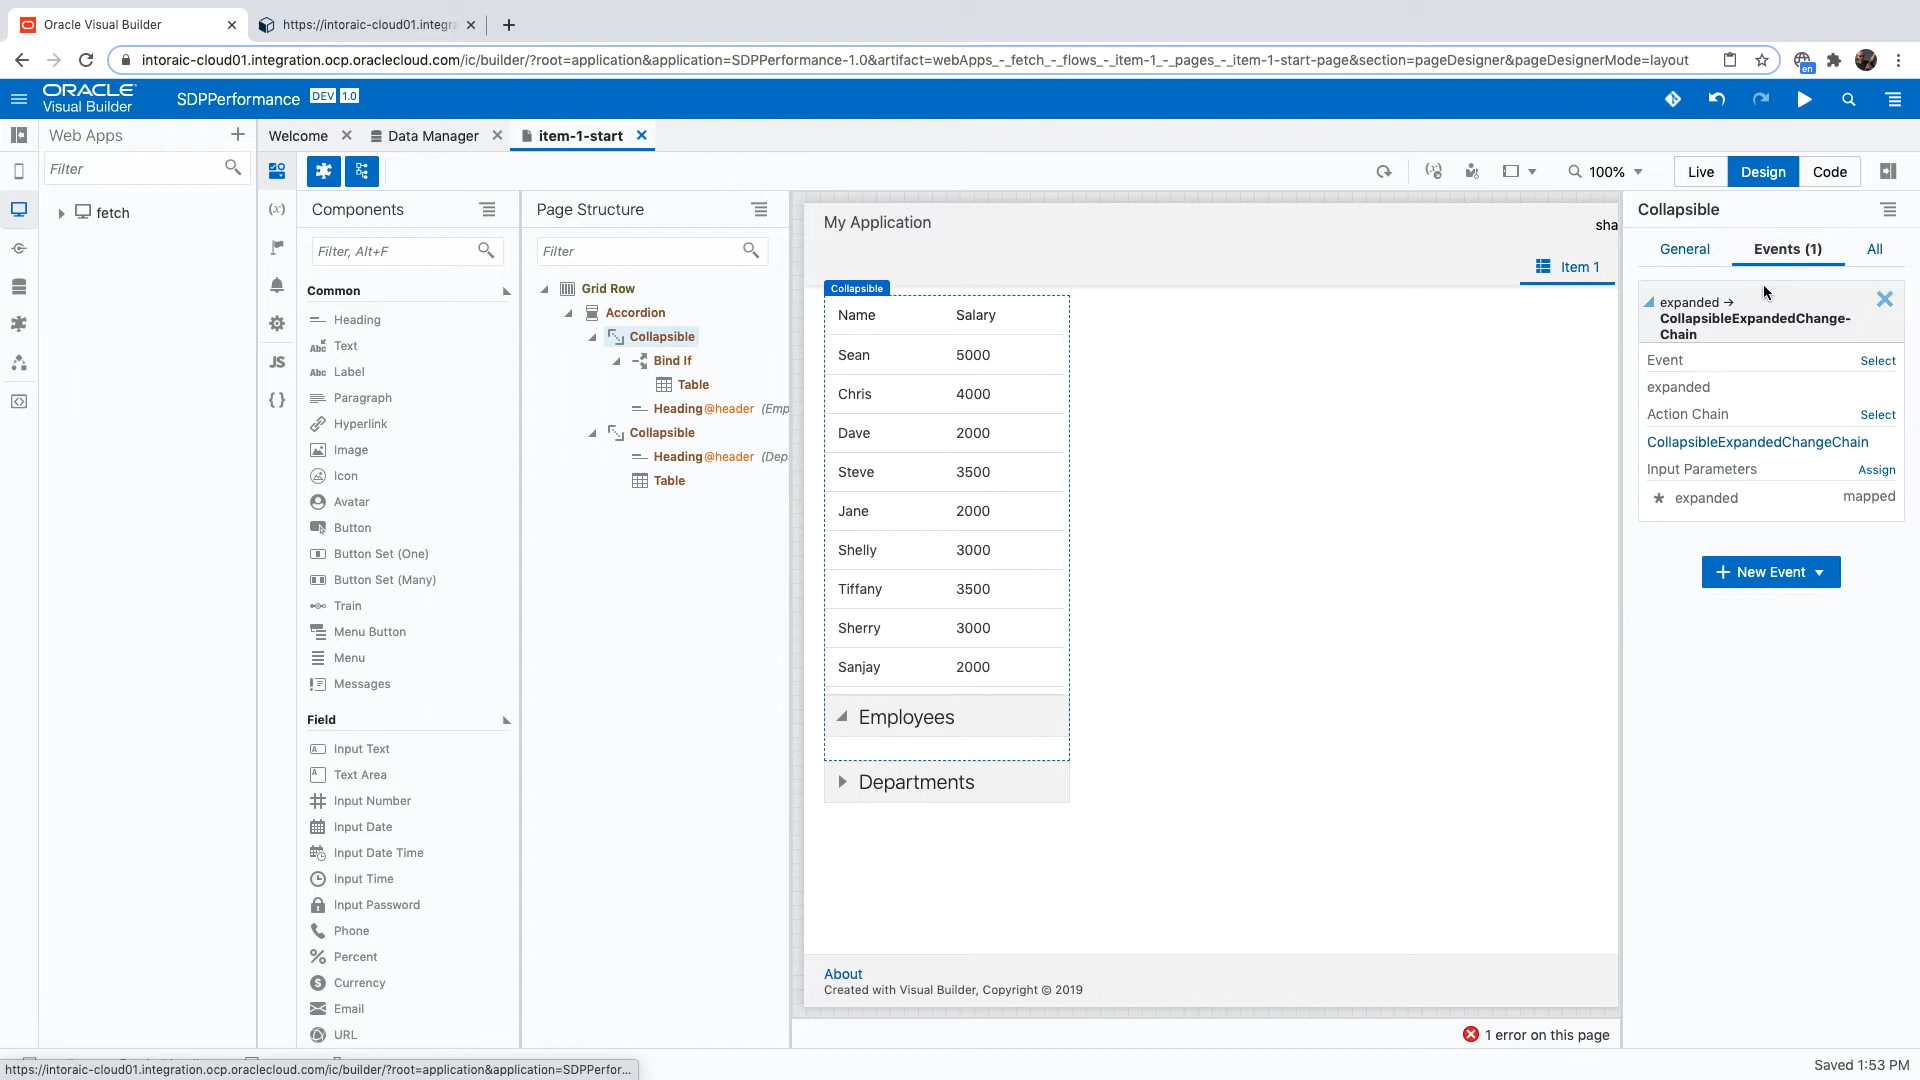 Oracle Visual Builder
https://intoraic-cloud01.integra
intoraic-cloud01.integration.ocp.oraclecloud.com/ic/builder/?root=application&application=SDPPerformance-1.0&artifact=webApps_-_fetch_-_flows_-_item-1_-_pages_-_item-1-start-page&section=pageDesigner&pageDesignerMode=layout
en
ORACLE
Visual Builder
SDPPerformance DEV 1.0
Web Apps
Welcome
Data Manager
item-1-start
Filter
100%
Live
Design
Code
fetch
Components
Filter, Alt+F
Common
Heading
Abc Text
Abc Label
Paragraph
Hyperlink
Image
Icon
Avatar
Button
Button Set (One)
Button Set (Many)
Train
Menu Button
Menu
Messages
Field
Input Text
Text Area
Input Number
Input Date
Input Date Time
Input Time
Input Password
Phone
Percent
Currency
Email
URL
(x)
JS
{ }
Page Structure
Filter
Grid Row
Accordion
Collapsible
Bind If
Table
Heading@header (Emp
Collapsible
Heading@header (Dep
Table
My Application
sha
Item 1
Collapsible
Name Salary
Sean 5000
Chris 4000
Dave 2000
Steve 3500
Jane 2000
Shelly 3000
Tiffany 3500
Sherry 3000
Sanjay 2000
Employees
Departments
About
Created with Visual Builder, Copyright © 2019
1 error on this page
Collapsible
General
Events (1)
All
expanded →
CollapsibleExpandedChange-
Chain
Event Select
expanded
Action Chain Select
CollapsibleExpandedChangeChain
Input Parameters Assign
* expanded mapped
+ New Event
https://intoraic-cloud01.integration.ocp.oraclecloud.com/ic/builder/?root=application&application=SDPPerfor...
Saved 1:53 PM